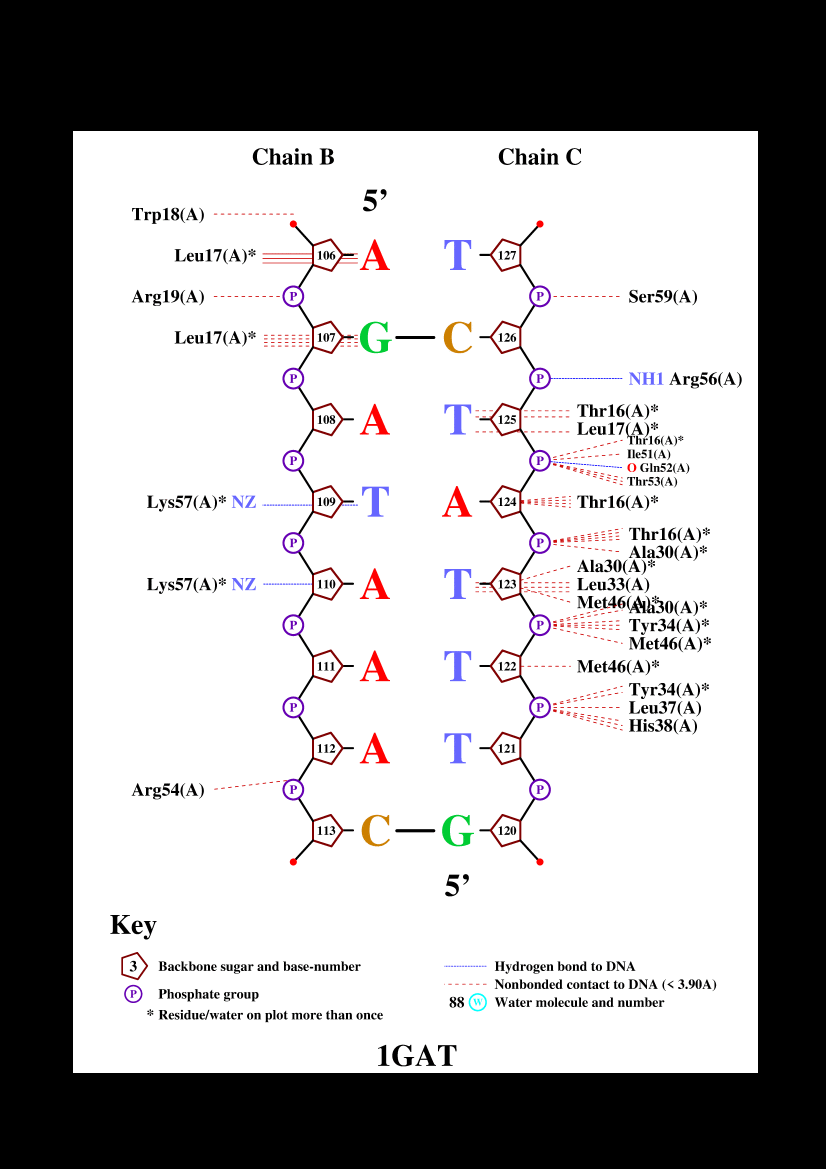 Chain B Chain C
5’
Trp18(A)
Leu17(A)* 106 A T 127
Arg19(A) P P Ser59(A)
Leu17(A)* 107 G C 126
P P NH1 Arg56(A)
108 A T 125 Thr16(A)*
Leu17(A)*
Thr16(A)*
P P Ile51(A)
O Gln52(A)
Thr53(A)
Lys57(A)* NZ 109 T A 124 Thr16(A)*
P P Thr16(A)*
Ala30(A)*
Ala30(A)*
Lys57(A)* NZ 110 A T 123 Leu33(A)
Met46(A)*
Ala30(A)*
P P Tyr34(A)*
Met46(A)*
111 A T 122 Met46(A)*
Tyr34(A)*
P P Leu37(A)
His38(A)
112 A T 121
Arg54(A) P P
113 C G 120
5’
Key
3 Backbone sugar and base-number
P Phosphate group
* Residue/water on plot more than once
Hydrogen bond to DNA
Nonbonded contact to DNA (< 3.90A)
88 W Water molecule and number
1GAT